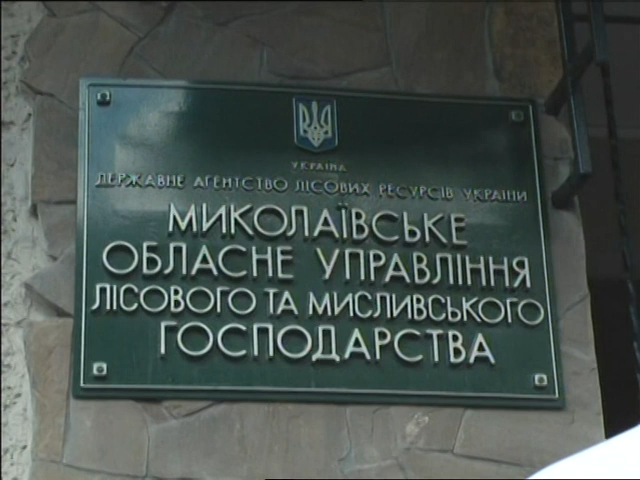 УКРАЇНА
ДЕРЖАВНЕ АГЕНТСТВО ЛІСОВИХ РЕСУРСІВ УКРАЇНИ
МИКОЛАЇВСЬКЕ
ОБЛАСНЕ УПРАВЛІННЯ
ЛІСОВОГО ТА МИСЛИВСЬКОГО
ГОСПОДАРСТВА